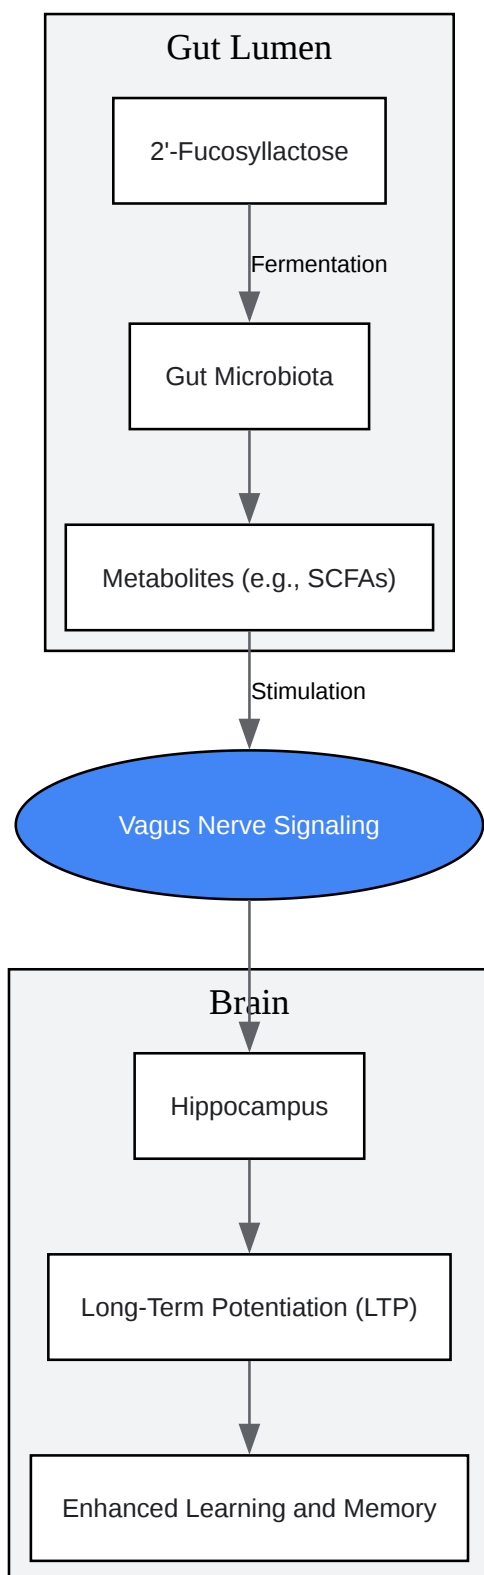 Gut Lumen
2'-Fucosyllactose
Fermentation
Gut Microbiota
Metabolites (e.g., SCFAs)
Stimulation
Vagus Nerve Signaling
Brain
Hippocampus
Long-Term Potentiation (LTP)
Enhanced Learning and Memory